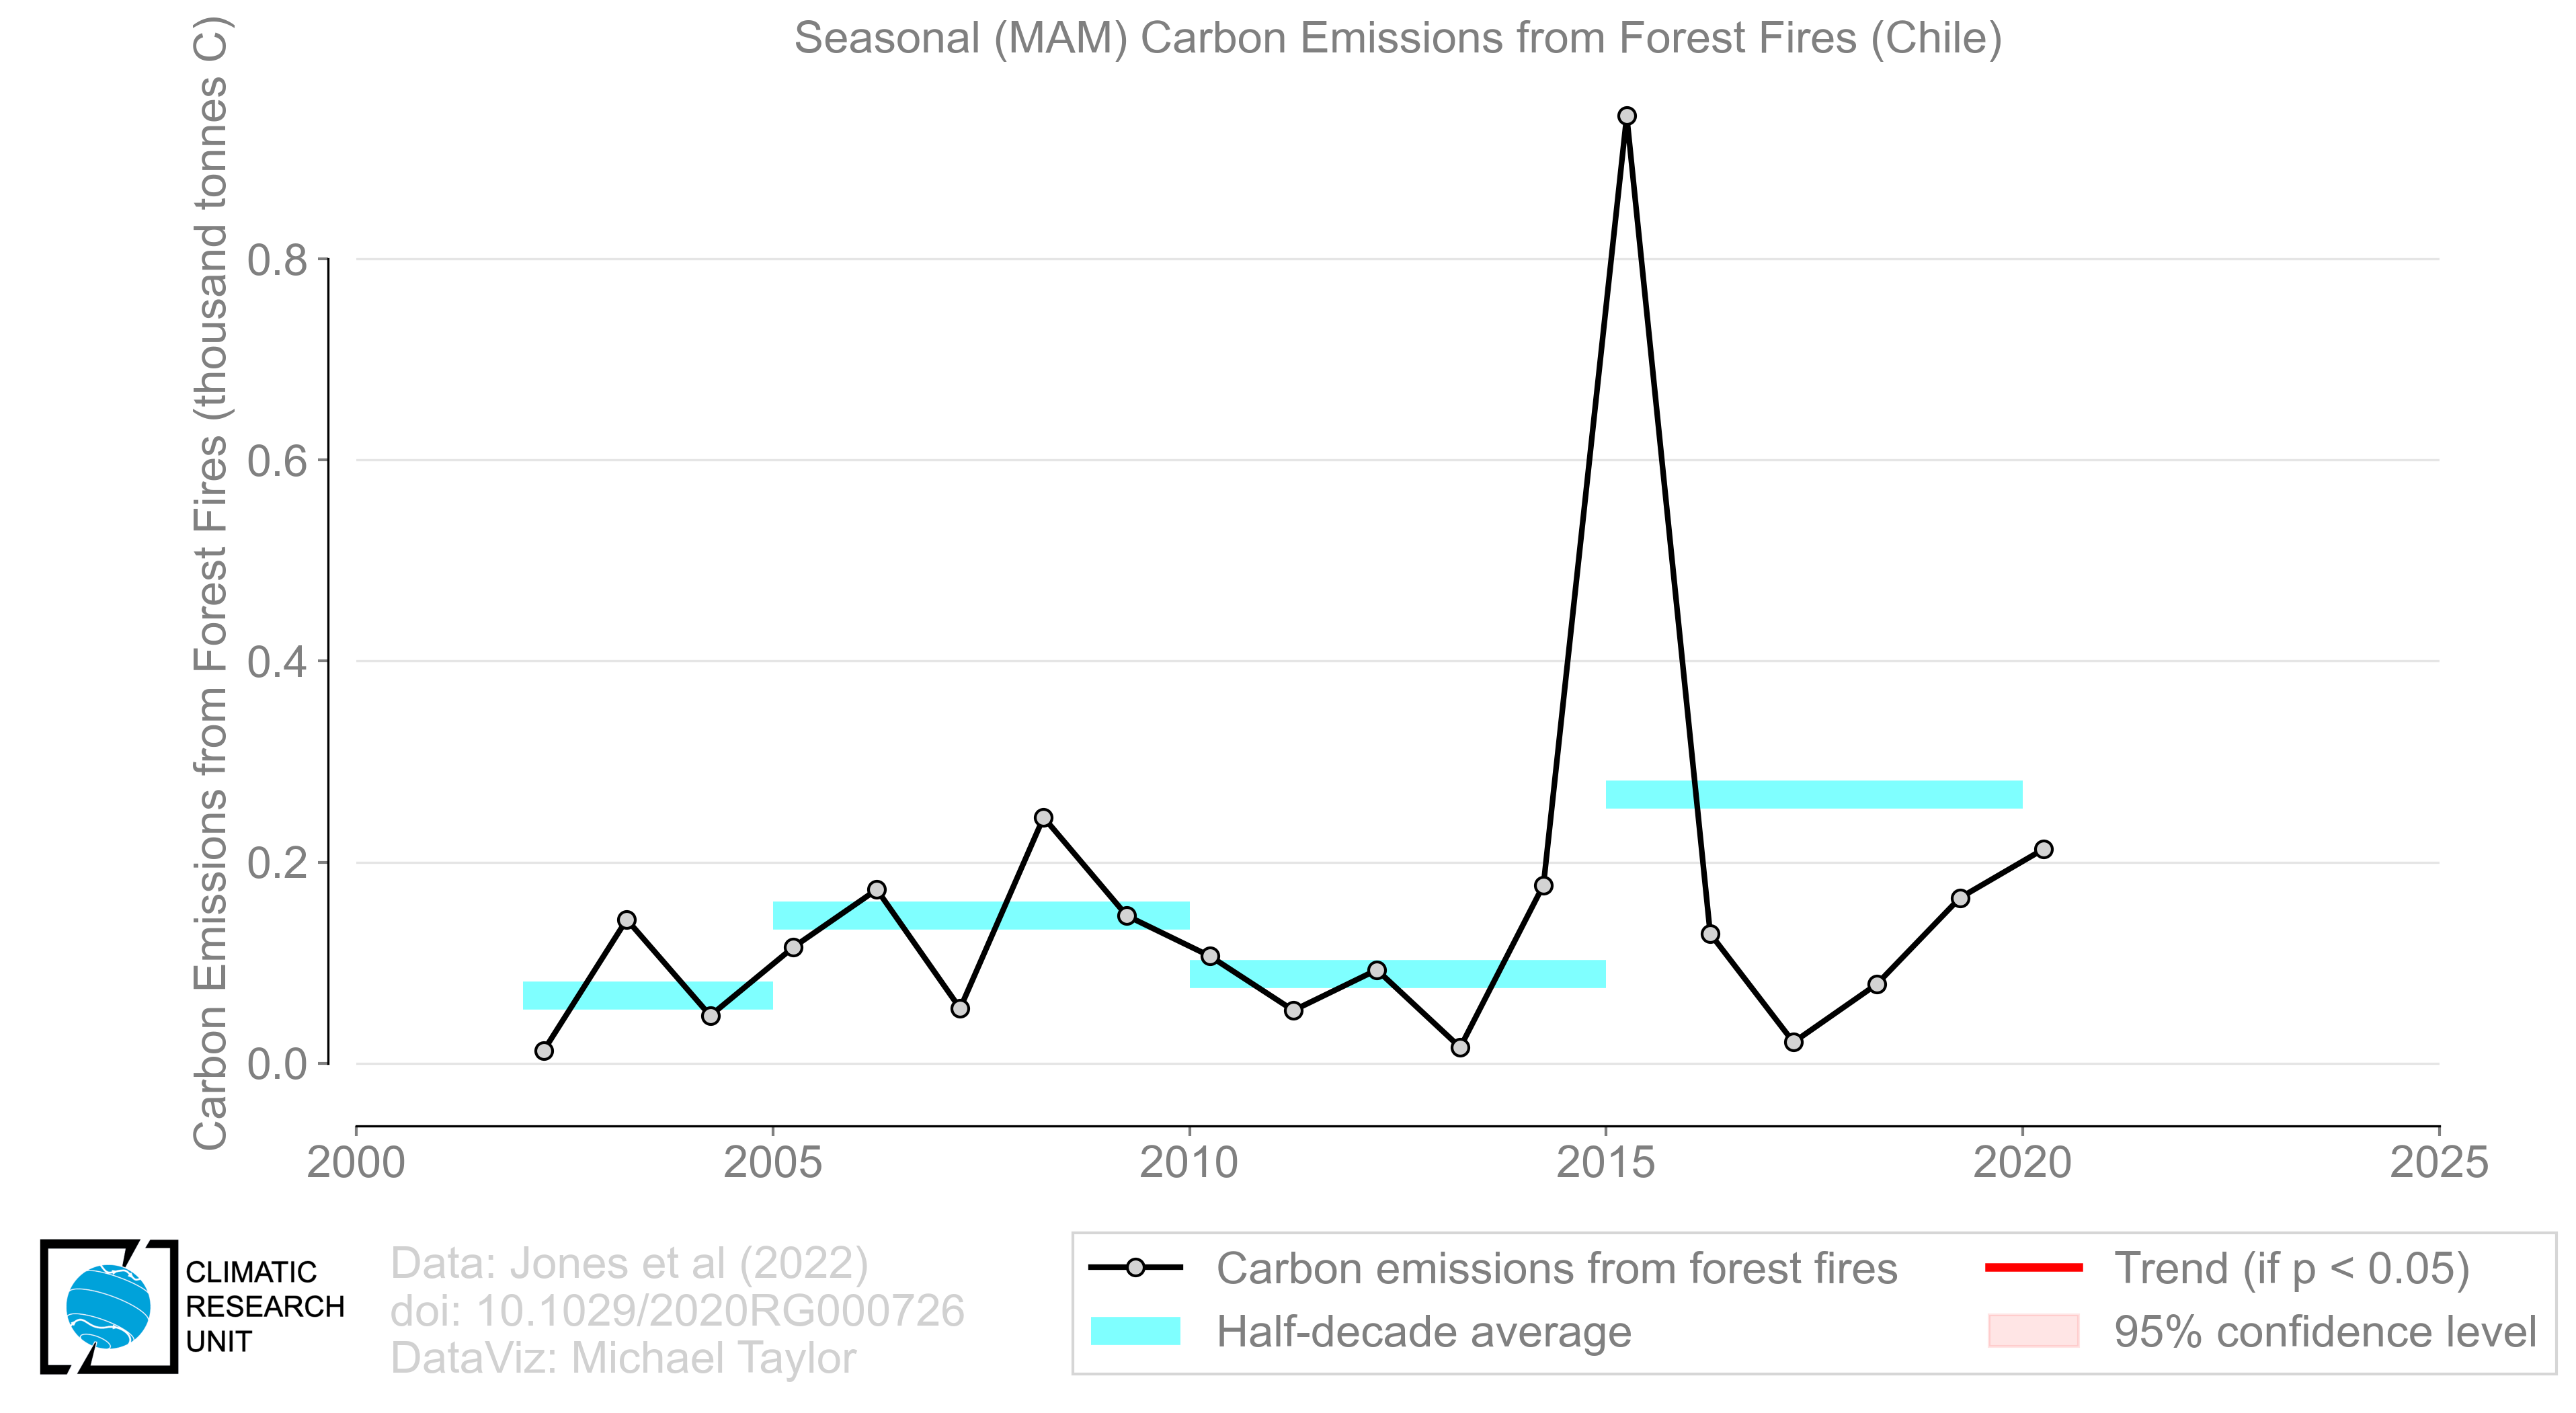 Seasonal (MAM) Carbon Emissions from Forest Fires (Chile)
Carbon Emissions from Forest Fires (thousand tonnes C)
0.8
0.6
0.4
0.2
0.0
2000 2005 2010 2015 2020 2025
CLIMATIC
RESEARCH
UNIT
Data: Jones et al (2022)
doi: 10.1029/2020RG000726
DataViz: Michael Taylor
Carbon emissions from forest fires
Half-decade average
Trend (if p < 0.05)
95% confidence level